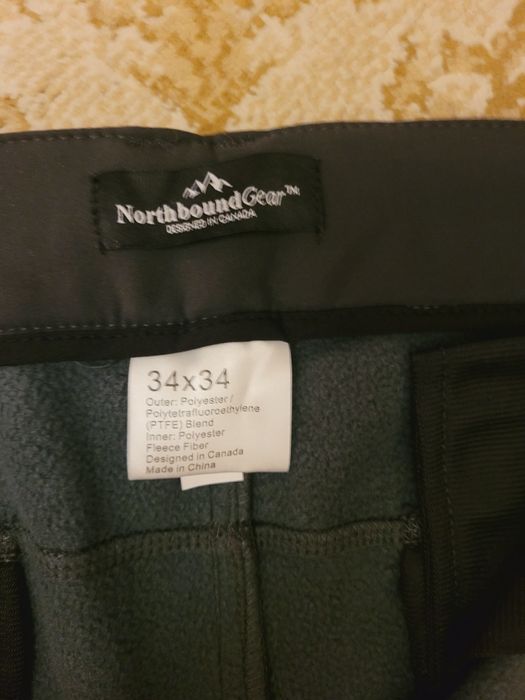 NorthboundGear™
DESIGNED IN CANADA
34x34
Outer: Polyester/
Polytetrafluoroethylene
(PTFE) Blend
Inner: Polyester
Fleece Fiber
Designed in Canada
Made in China